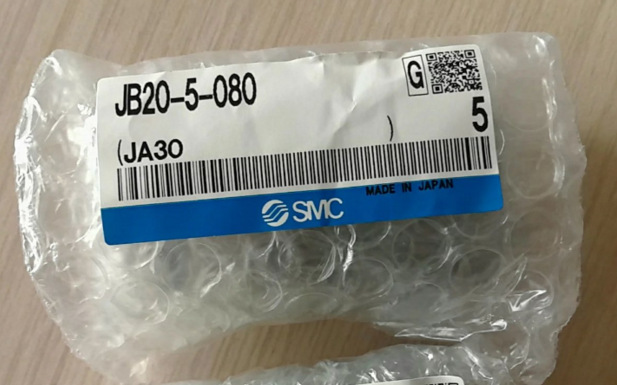 JB20-5-080
G
5
(JA30 )
MADE IN JAPAN
SMC